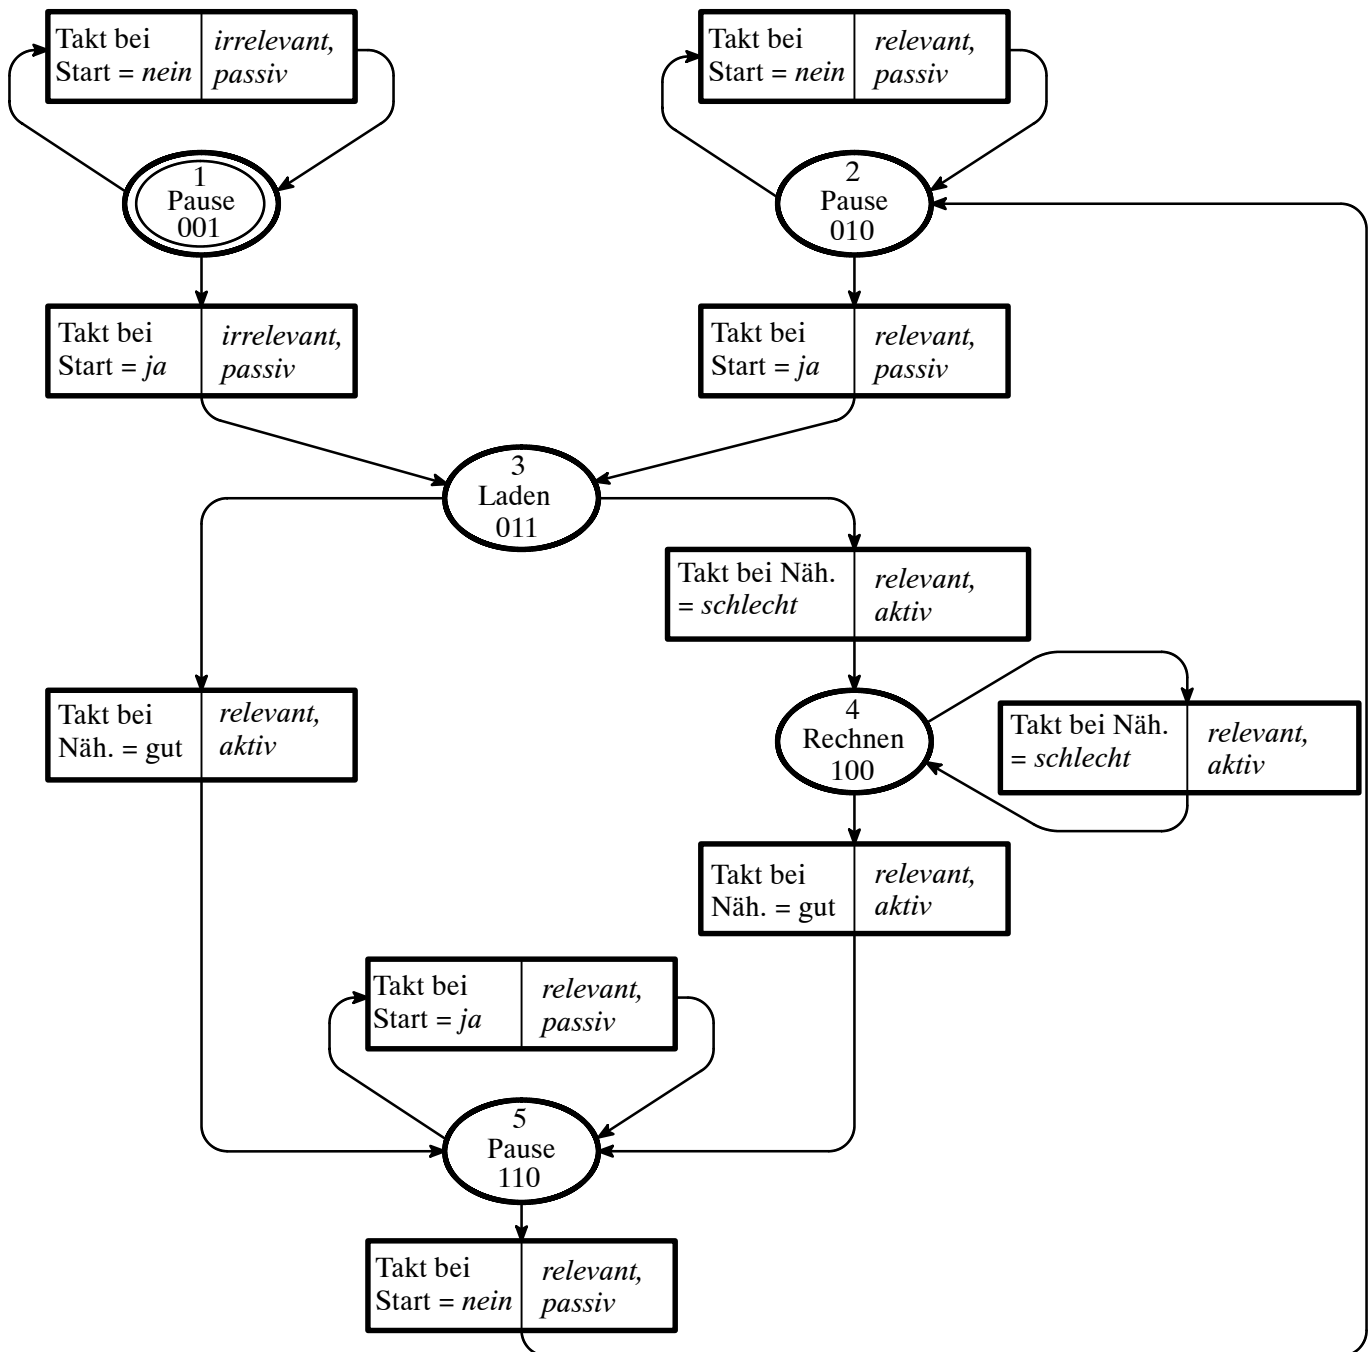 Takt bei
Start = nein
irrelevant,
passiv
Takt bei
Start = nein
relevant,
passiv
1
Pause
001
2
Pause
010
Takt bei
Start = ja
irrelevant,
passiv
Takt bei
Start = ja
relevant,
passiv
3
Laden
011
Takt bei Näh.
= schlecht
relevant,
aktiv
Takt bei
Näh. = gut
relevant,
aktiv
4
Rechnen
100
Takt bei Näh.
= schlecht
relevant,
aktiv
Takt bei
Näh. = gut
relevant,
aktiv
Takt bei
Start = ja
relevant,
passiv
5
Pause
110
Takt bei
Start = nein
relevant,
passiv